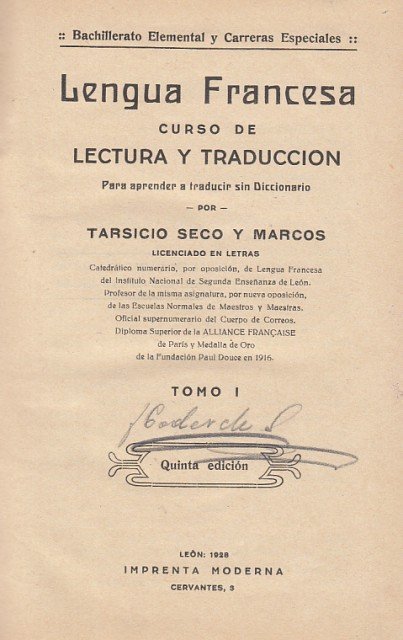 :: Bachillerato Elemental y Carreras Especiales ::
Lengua Francesa
CURSO DE
LECTURA Y TRADUCCION
Para aprender a traducir sin Diccionario
— POR —
TARSICIO SECO Y MARCOS
LICENCIADO EN LETRAS
Catedrático numerario, por oposición, de Lengua Francesa
del Instituto Nacional de Segunda Enseñanza de León.
Profesor de la misma asignatura, por nueva oposición,
de las Escuelas Normales de Maestros y Maestras.
Oficial supernumerario del Cuerpo de Correos.
Diploma Superior de la ALLIANCE FRANÇAISE
de París y Medalla de Oro
de la Fundación Paul Douce en 1916.
TOMO I
Quinta edición
LEÓN: 1928
IMPRENTA MODERNA
CERVANTES, 3